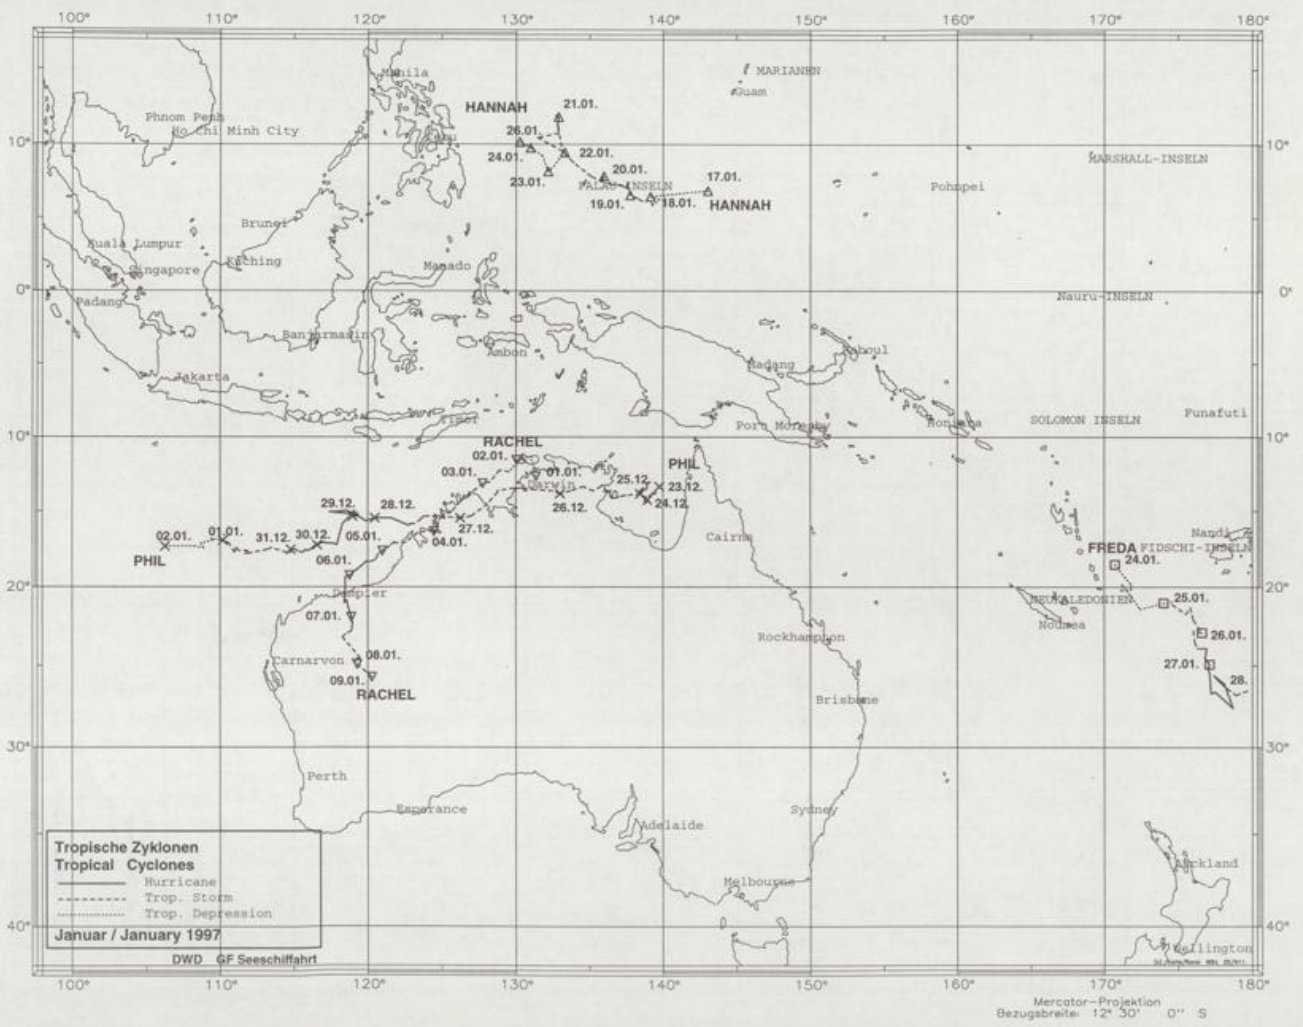 100° 110° 120° 130° 140° 150° 160° 170° 180°
Manila
MARIANEN
Guam
HANNAH
21.01.
Phnom Penh
Ho Chi Minh City
26.01.
10°
10°
24.01.
22.01.
23.01.
20.01.
PALAU-INSELN
17.01.
19.01.
18.01.
HANNAH
MARSHALL-INSELN
Pohnpei
Brunei
Kuala Lumpur
Kuching
Singapore
Manado
0°
0°
Padang
Nauru-INSELN
Banjarmasin
Ambon
Madang
Raboul
Jakarta
Timor
Port Moresby
Honiara
SOLOMON INSELN
Funafuti
10°
10°
RACHEL
02.01.
PHIL
03.01.
01.01.
25.12.
23.12.
Darwin
24.12.
29.12.
28.12.
26.12.
27.12.
02.01.
01.01.
31.12.
30.12.
05.01.
04.01.
Cairns
Nandi
PHIL
06.01.
FREDA
FIDSCHI-INSELN
24.01.
20°
20°
Dampier
NEUKALEDONIEN
25.01.
07.01.
Noumea
26.01.
Rockhampton
Carnarvon
08.01.
27.01.
09.01.
28.
RACHEL
Brisbane
30°
30°
Perth
Esperance
Sydney
Adelaide
Tropische Zyklonen
Tropical Cyclones
Hurricane
Trop. Storm
Trop. Depression
Januar / January 1997
DWD GF Seeschiffahrt
Auckland
Melbourne
40°
40°
Wellington
100° 110° 120° 130° 140° 150° 160° 170° 180°
Mercator-Projektion
Bezugsbreite: 12° 30' 0'' S